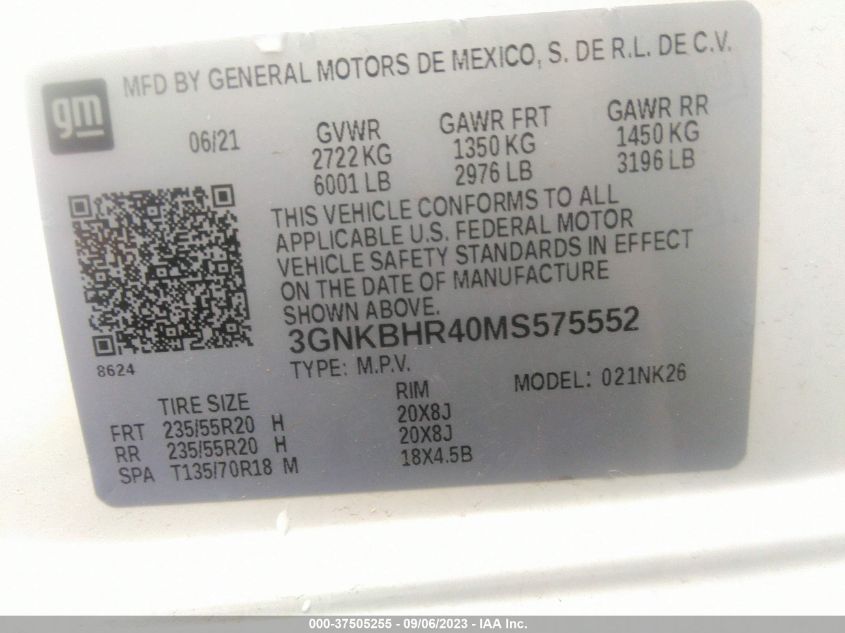 gm
MFD BY GENERAL MOTORS DE MEXICO, S. DE R.L. DE C.V.
06/21 GVWR GAWR FRT GAWR RR
2722 KG 1350 KG 1450 KG
6001 LB 2976 LB 3196 LB
THIS VEHICLE CONFORMS TO ALL
APPLICABLE U.S. FEDERAL MOTOR
VEHICLE SAFETY STANDARDS IN EFFECT
ON THE DATE OF MANUFACTURE
SHOWN ABOVE.
3GNKBHR40MS575552
8624
TYPE: M.P.V. MODEL: 021NK26
TIRE SIZE RIM
FRT 235/55R20 H 20X8J
RR 235/55R20 H 20X8J
SPA T135/70R18 M 18X4.5B
000-37505255 - 09/06/2023 - IAA Inc.